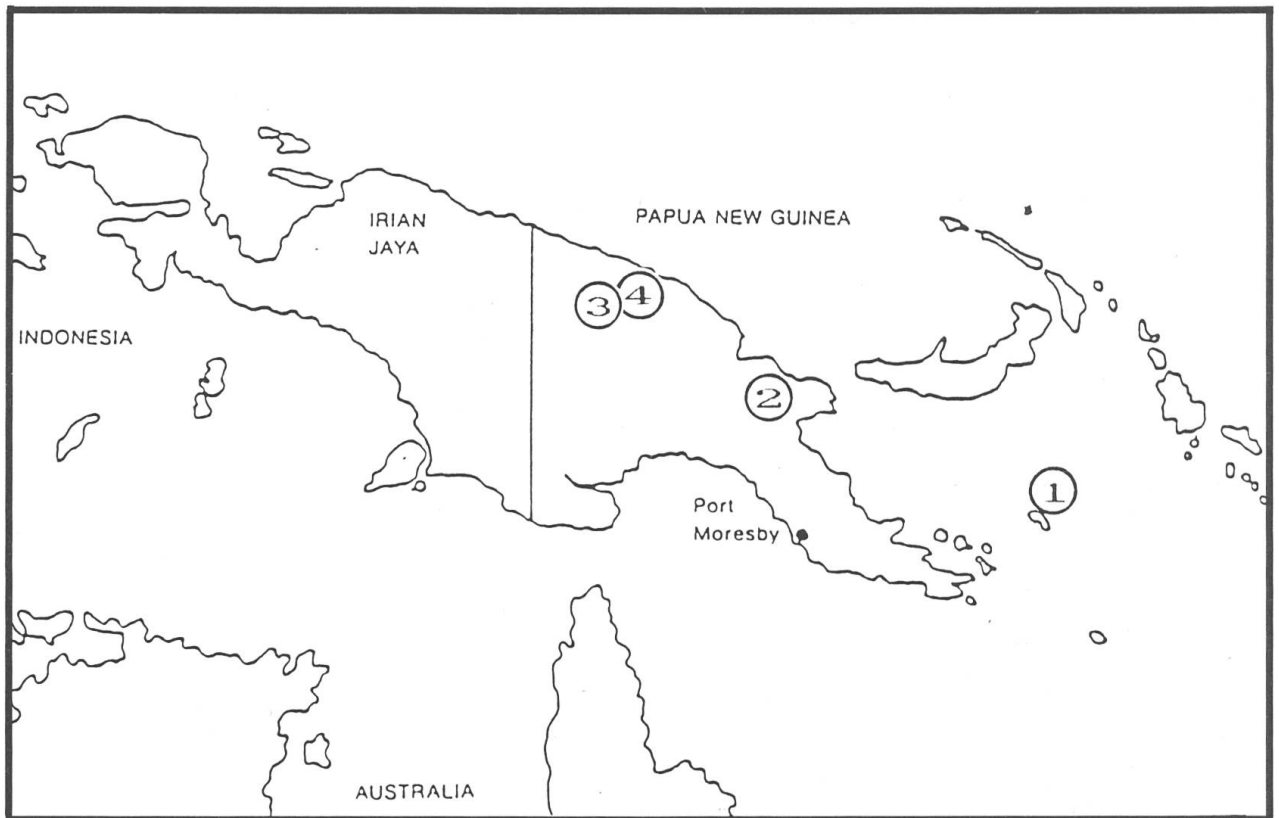 IRIAN
JAYA
PAPUA NEW GUINEA
3
4
INDONESIA
2
1
Port
Moresby
AUSTRALIA